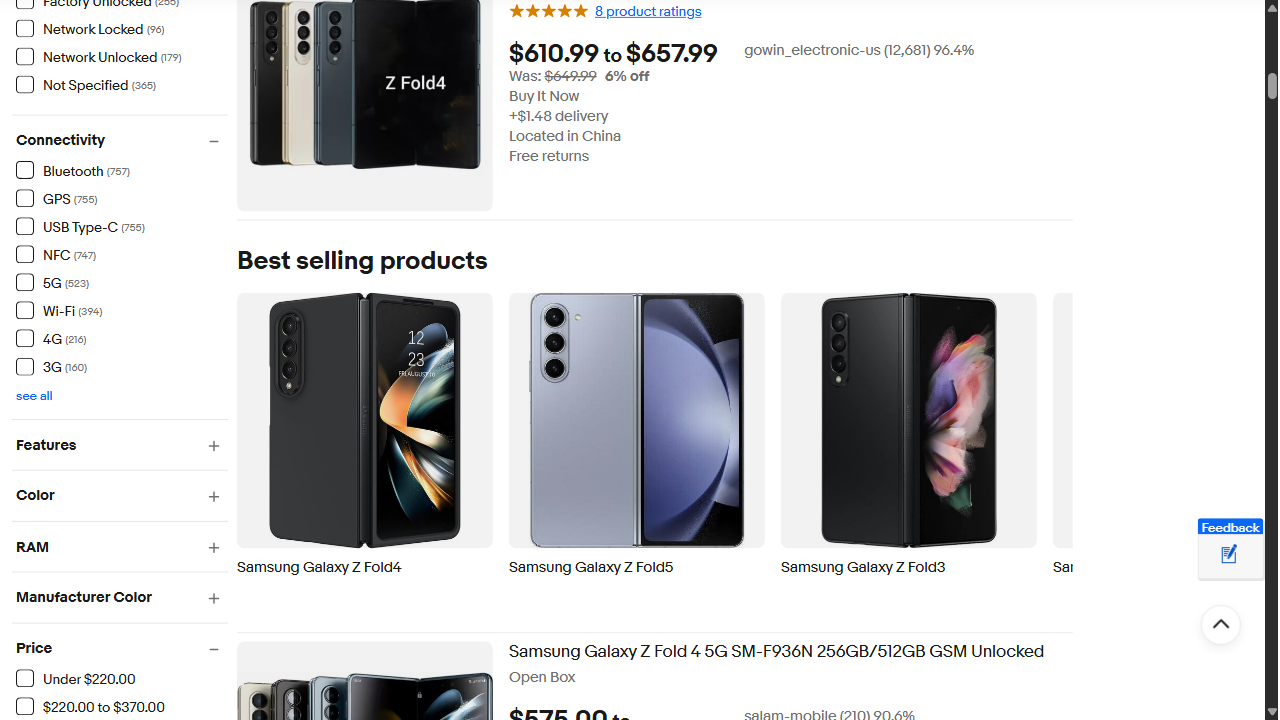 Factory Unlocked (255)
Network Locked (96)
Network Unlocked (179)
Not Specified (365)
Connectivity
Bluetooth (757)
GPS (755)
USB Type-C (755)
NFC (747)
5G (523)
Wi-Fi (394)
4G (216)
3G (160)
see all
Features
Color
RAM
Manufacturer Color
Price
Under $220.00
$220.00 to $370.00
Z Fold4
8 product ratings
$610.99 to $657.99
Was: $649.99 6% off
Buy It Now
+$1.48 delivery
Located in China
Free returns
gowin_electronic-us (12,681) 96.4%
Best selling products
12
23
FRI, AUGUST 10
Samsung Galaxy Z Fold4
Samsung Galaxy Z Fold5
Samsung Galaxy Z Fold3
Sar
Samsung Galaxy Z Fold 4 5G SM-F936N 256GB/512GB GSM Unlocked
Open Box
$575.00 to
salam-mobile (210) 90.6%
Feedback